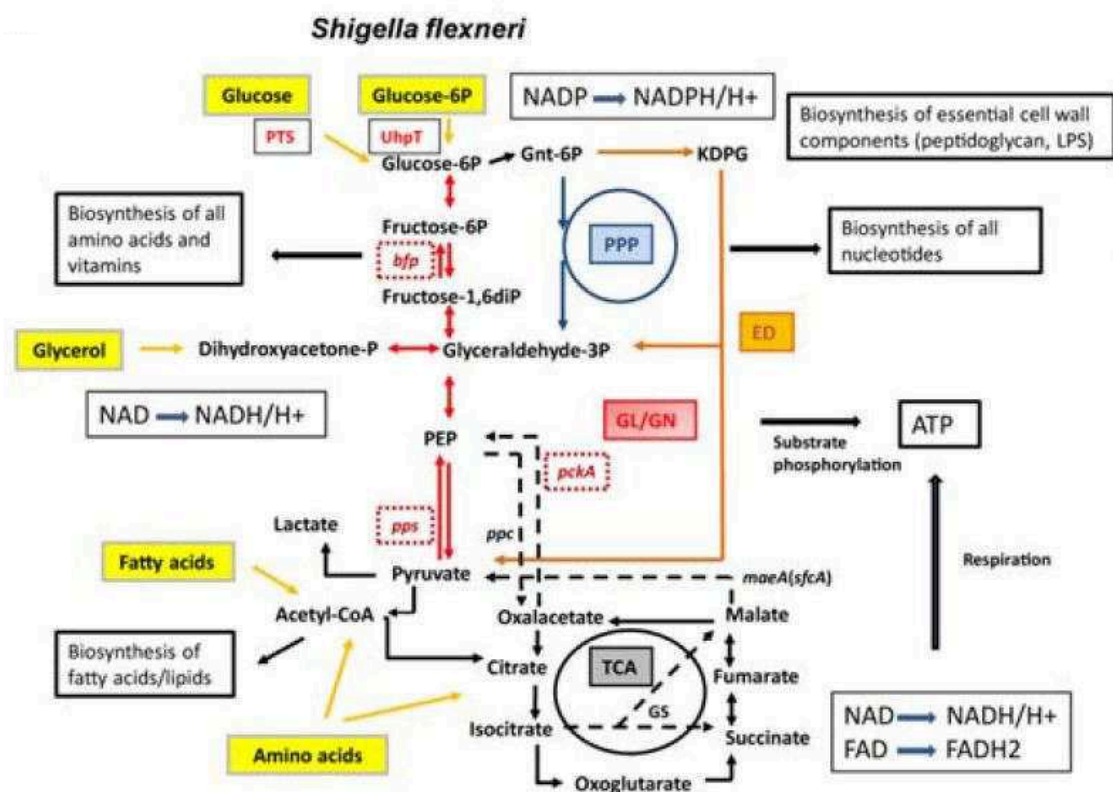 Shigella flexneri
Glucose
Glucose-6P
NADP NADPH/H+
Biosynthesis of essential cell wall
components (peptidoglycan, LPS)
PTS
UhpT
Glucose-6P
Gnt-6P
KDPG
Biosynthesis of all
amino acids and
vitamins
Fructose-6P
bfp
PPP
Biosynthesis of all
nucleotides
Fructose-1,6diP
ED
Glycerol
Dihydroxyacetone-P
Glyceraldehyde-3P
NAD NADH/H+
GL/GN
ATP
PEP
Substrate
phosphorylation
pckA
Lactate
pps
ppc
Fatty acids
Respiration
Pyruvate
maeA(sfcA)
Acetyl-CoA
Oxalacetate
Malate
Biosynthesis of
fatty acids/lipids
Citrate
TCA
Fumarate
GS
Isocitrate
Succinate
NAD NADH/H+
FAD FADH2
Amino acids
Oxoglutarate